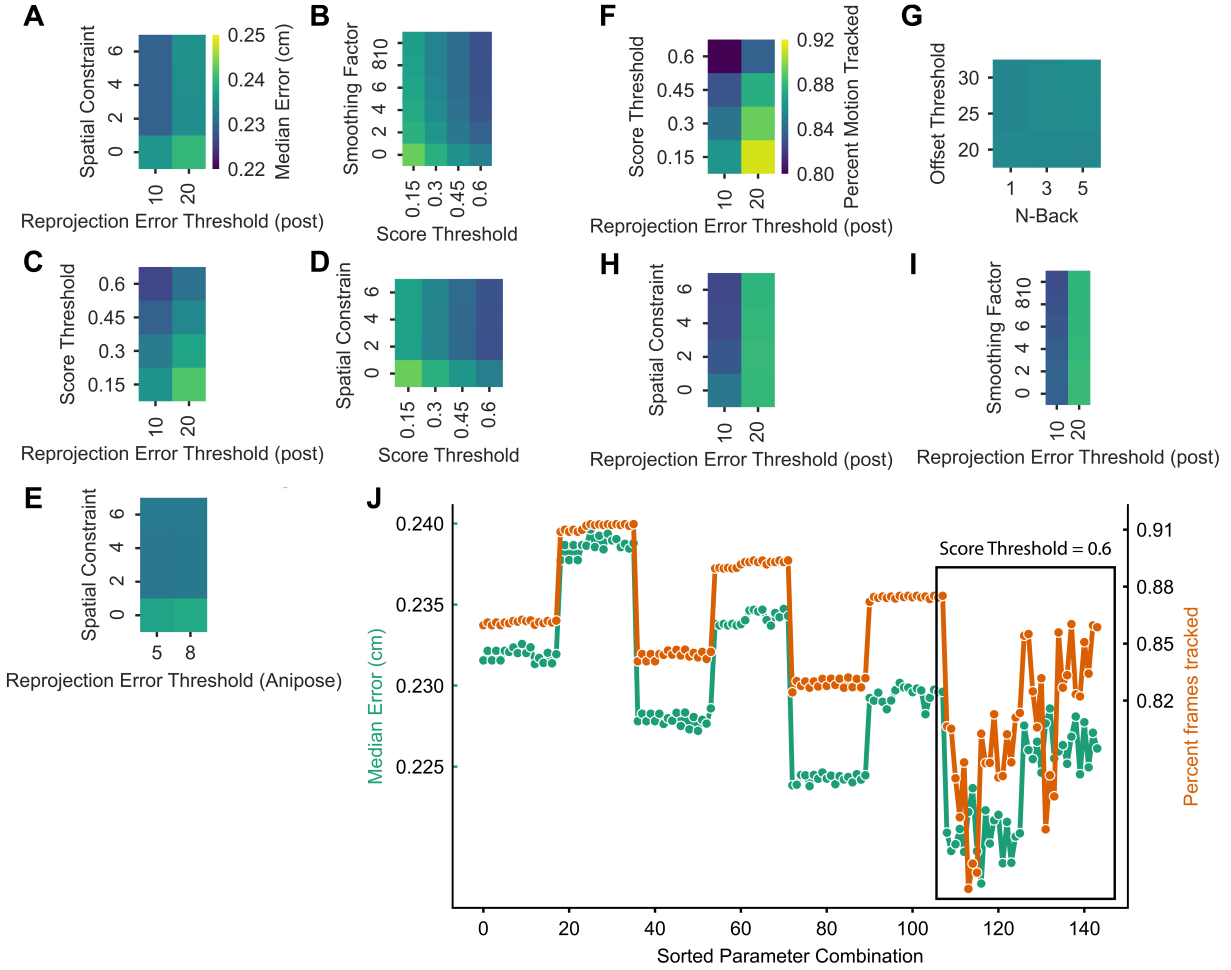 A
Spatial Constraint
6
4
2
0
10
20
Reprojection Error Threshold (post)
0.25
0.24
0.23
0.22
Median Error (cm)
B
Smoothing Factor
810
6
4
2
0
0.15
0.3
0.45
0.6
Score Threshold
F
Score Threshold
0.6
0.45
0.3
0.15
10
20
Reprojection Error Threshold (post)
0.92
0.88
0.84
0.80
Percent Motion Tracked
G
Offset Threshold
30
25
20
1
3
5
N-Back
C
Score Threshold
0.6
0.45
0.3
0.15
10
20
Reprojection Error Threshold (post)
D
Spatial Constrain
6
4
2
0
0.15
0.3
0.45
0.6
Score Threshold
H
Spatial Constraint
6
4
2
0
10
20
Reprojection Error Threshold (post)
I
Smoothing Factor
810
6
4
2
0
10
20
Reprojection Error Threshold (post)
E
Spatial Constraint
6
4
2
0
5
8
Reprojection Error Threshold (Anipose)
J
Median Error (cm)
0.240
0.235
0.230
0.225
Score Threshold = 0.6
0.91
0.88
0.85
0.82
Percent frames tracked
0
20
40
60
80
100
120
140
Sorted Parameter Combination